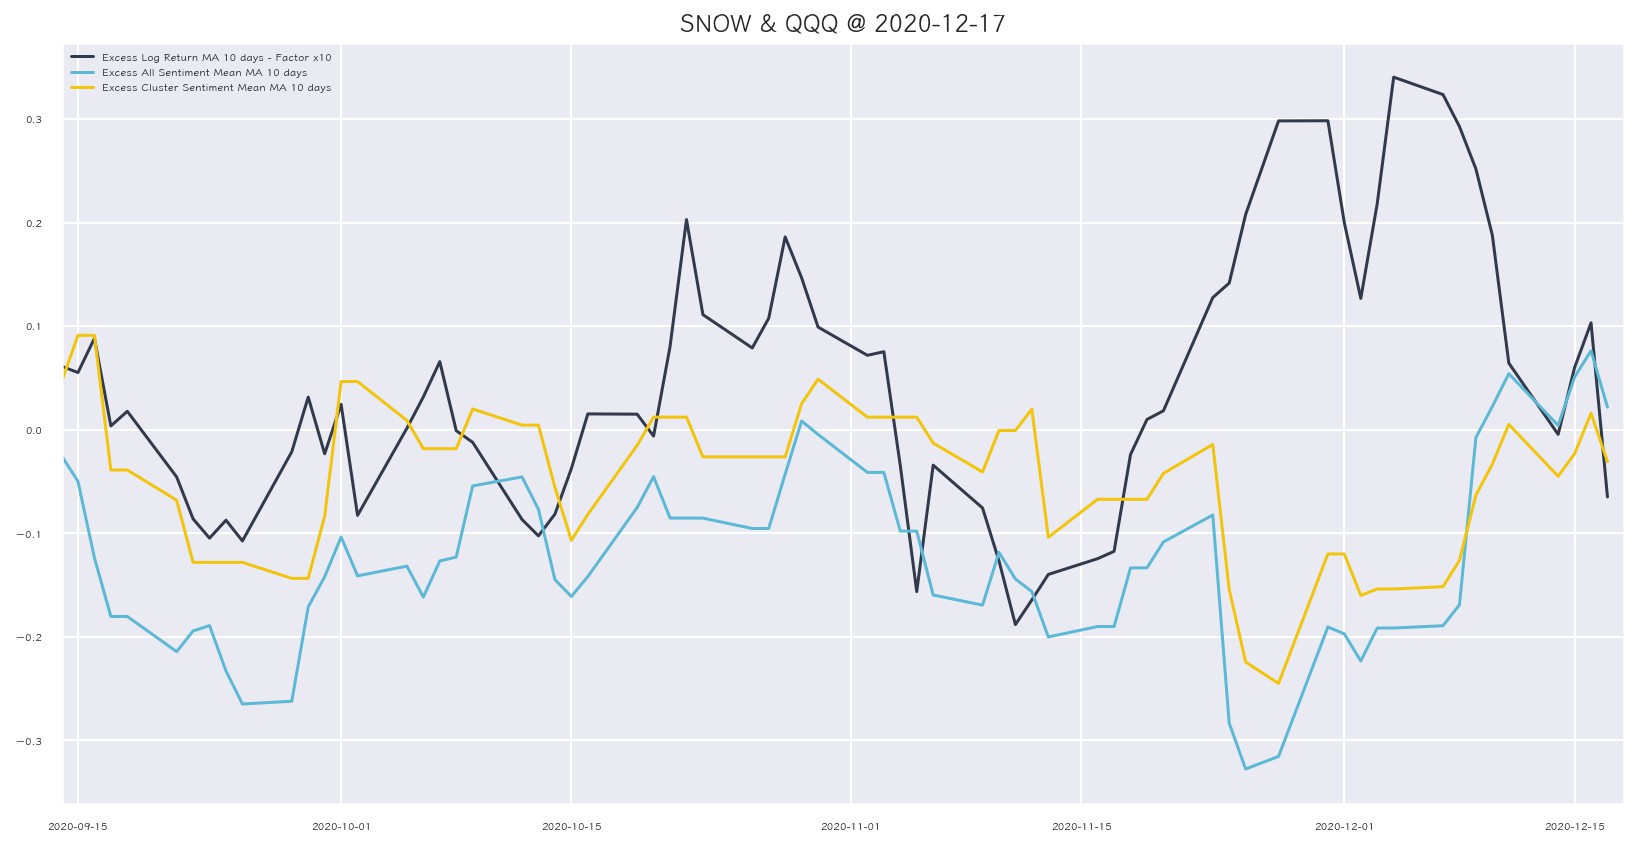 SNOW & QQQ @ 2020-12-17
Excess Log Return MA 10 days - Factor x10
Excess All Sentiment Mean MA 10 days
Excess Cluster Sentiment Mean MA 10 days
0.3
0.2
0.1
0.0
−0.1
−0.2
−0.3
2020-09-15 2020-10-01 2020-10-15 2020-11-01 2020-11-15 2020-12-01 2020-12-15